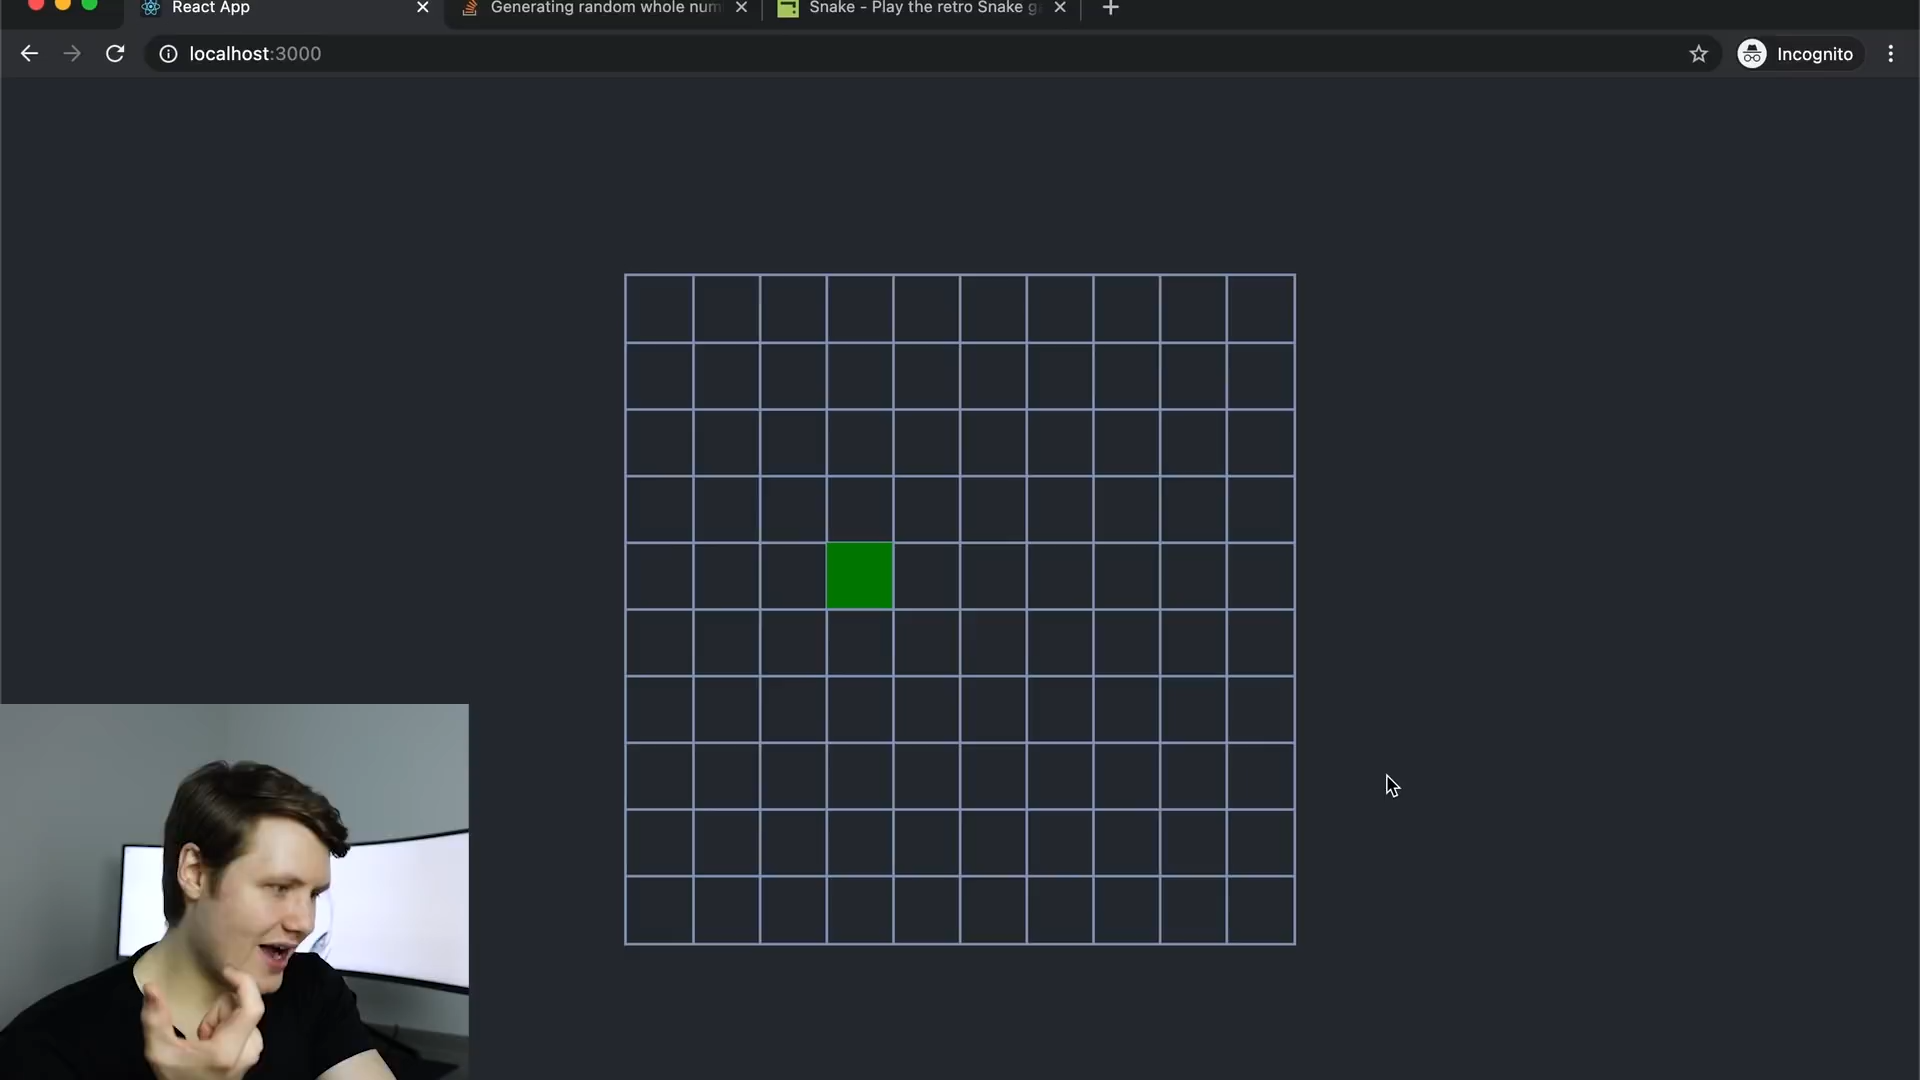 React App
Generating random whole num
Snake - Play the retro Snake g
localhost:3000
Incognito